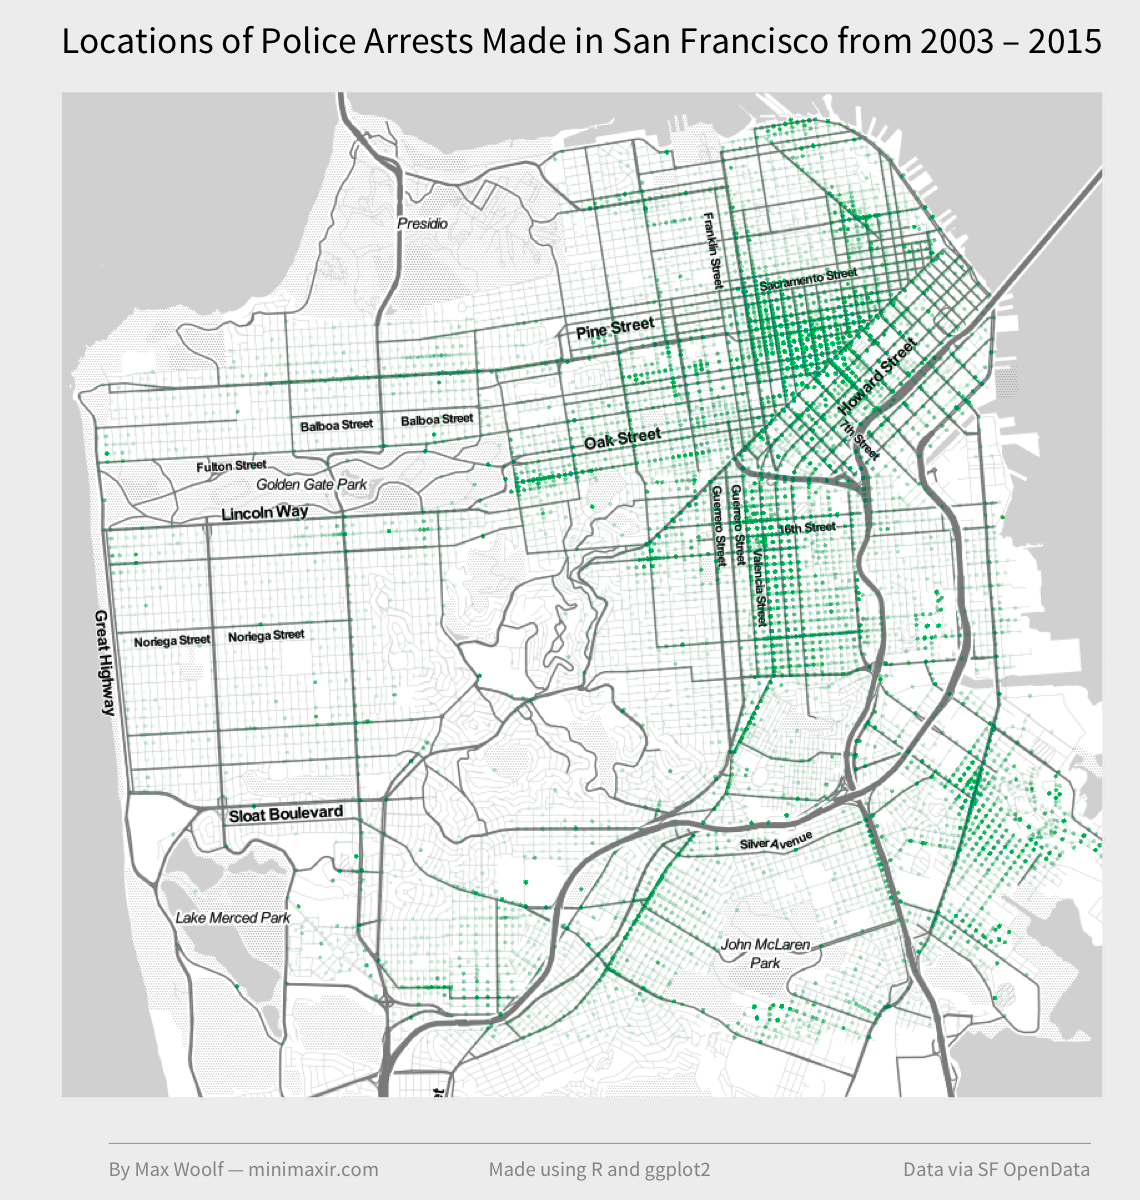 Locations of Police Arrests Made in San Francisco from 2003 – 2015
Presidio
Franklin Street
Sacramento Street
Pine Street
Howard Street
Balboa Street
Balboa Street
Oak Street
7th Street
Fulton Street
Golden Gate Park
Lincoln Way
Guerrero Street
Guerrero Street
16th Street
Valencia Street
Great Highway
Noriega Street
Noriega Street
Sloat Boulevard
Silver Avenue
Lake Merced Park
John McLaren
Park
By Max Woolf — minimaxir.com
Made using R and ggplot2
Data via SF OpenData